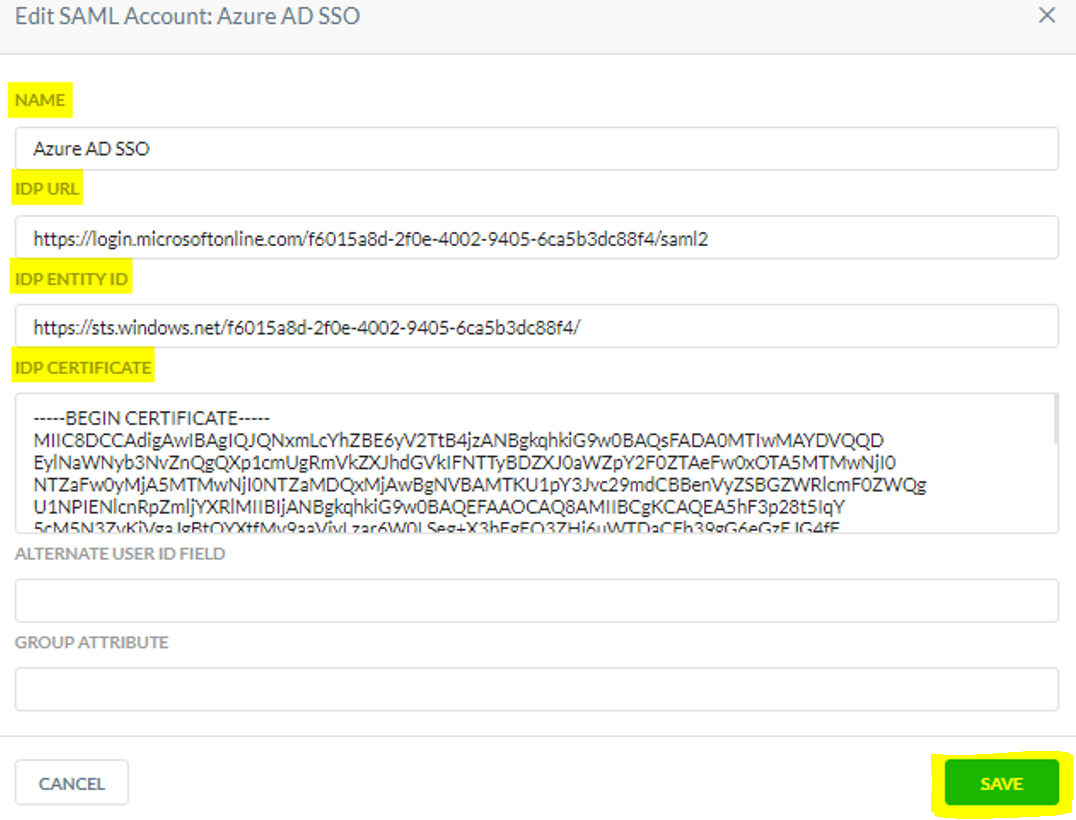 Edit SAML Account: Azure AD SSO
NAME
Azure AD SSO
IDP URL
https://login.microsoftonline.com/f6015a8d-2f0e-4002-9405-6ca5b3dc88f4/saml2
IDP ENTITY ID
https://sts.windows.net/f6015a8d-2f0e-4002-9405-6ca5b3dc88f4/
IDP CERTIFICATE
-----BEGIN CERTIFICATE-----
MIIC8DCCAdigAwIBAgIQJQNxmLcYhZBE6yV2TtB4jzANBgkqhkiG9w0BAQsFADA0MTIwMAYDVQQD
EylNaWNyb3NvZnQgQXp1cmUgRmVkZXJhdGVkIFNTTyBDZXJ0aWZpY2F0ZTAeFw0xOTA5MTMwNjI0
NTZaFw0yMjA5MTMwNjI0NTZaMDQxMjAwBgNVBAMTKU1pY3Jvc29mdCBBenVyZSBGZWRlcmF0ZWQg
U1NPIENlcnRpZmljYXRlMIIBIjANBgkqhkiG9w0BAQEFAAOCAQ8AMIIBCgKCAQEA5hF3p28t5IqY
ALTERNATE USER ID FIELD
GROUP ATTRIBUTE
CANCEL
SAVE